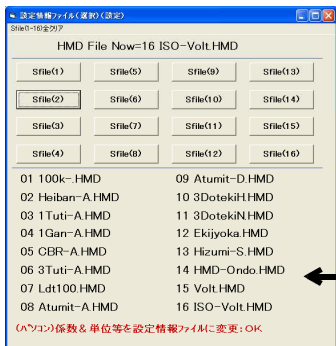 設定情報ファイル(選択)(設定)
Sfile(1-16)全クリア
HMD File Now=16 ISO-Volt.HMD
Sfile(1) Sfile(5) Sfile(9) Sfile(13)
Sfile(2) Sfile(6) Sfile(10) Sfile(14)
Sfile(3) Sfile(7) Sfile(11) Sfile(15)
Sfile(4) Sfile(8) Sfile(12) Sfile(16)
01 100k-.HMD
02 Heiban-A.HMD
03 1Tuti-A.HMD
04 1Gan-A.HMD
05 CBR-A.HMD
06 3Tuti-A.HMD
07 Ldt100.HMD
08 Atumit-A.HMD
09 Atumit-D.HMD
10 3DotekiH.HMD
11 3DotekiN.HMD
12 Ekijyoka.HMD
13 Hizumi-S.HMD
14 HMD-Ondo.HMD
15 Volt.HMD
16 ISO-Volt.HMD
(パソコン)係数&単位等を設定情報ファイルに変更:OK